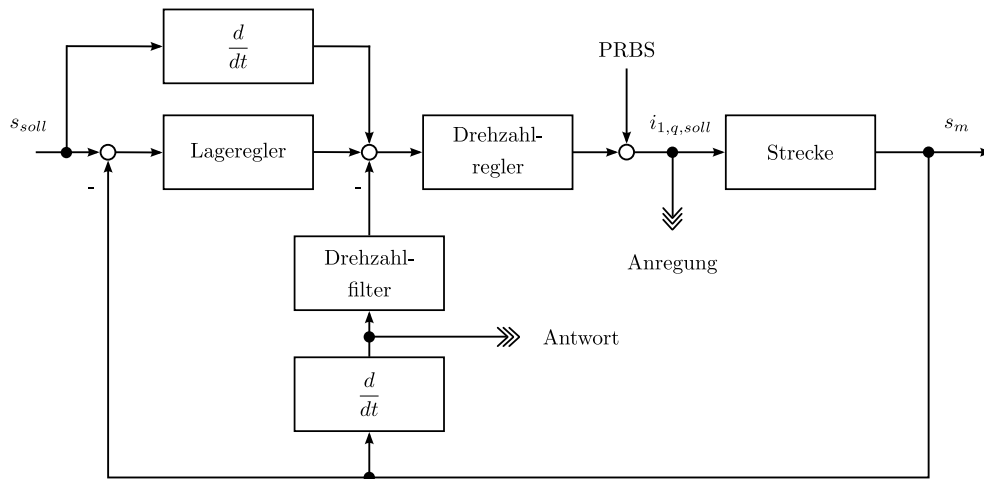 d
dt
PRBS
s_soll
Lageregler
Drehzahl-
regler
i_1,q,soll
Strecke
s_m
-
-
Drehzahl-
filter
Anregung
Antwort
d
dt